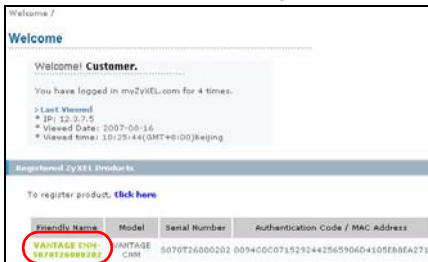 Welcome /
Welcome
Welcome! Customer.
You have logged in myZyXEL.com for 4 times.
> Last Viewed
* IP: 12.3.7.5
* Viewed Date: 2007-08-16
* Viewed time: 10:25:44(GMT+8:00)Beijing
Registered ZyXEL Products
To register product, Click here
Friendly Name Model Serial Number Authentication Code / MAC Address
VANTAGE CNM- VANTAGE S070T26000202
S070T26000202 CNM